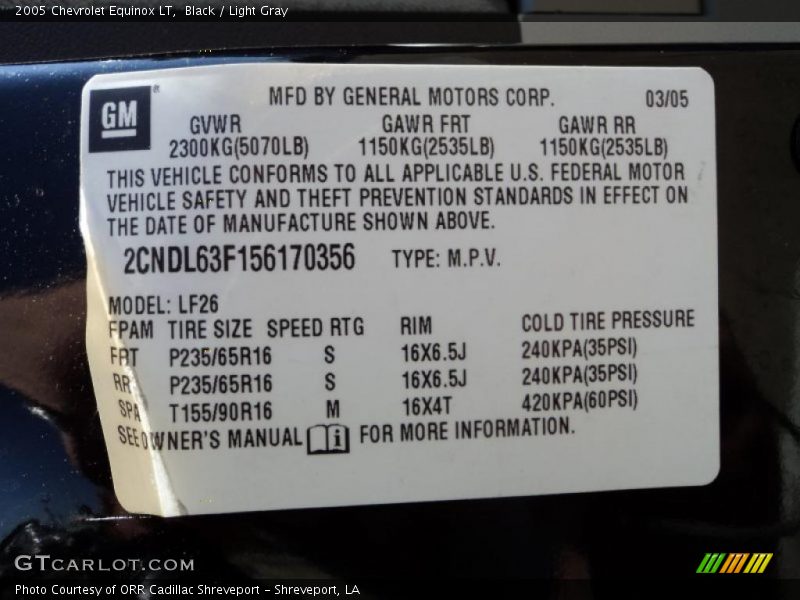 2005 Chevrolet Equinox LT, Black / Light Gray
GM ®
MFD BY GENERAL MOTORS CORP. 03/05
GVWR GAWR FRT GAWR RR
2300KG(5070LB) 1150KG(2535LB) 1150KG(2535LB)
THIS VEHICLE CONFORMS TO ALL APPLICABLE U.S. FEDERAL MOTOR
VEHICLE SAFETY AND THEFT PREVENTION STANDARDS IN EFFECT ON
THE DATE OF MANUFACTURE SHOWN ABOVE.
2CNDL63F156170356 TYPE: M.P.V.
MODEL: LF26
FPAM TIRE SIZE SPEED RTG RIM COLD TIRE PRESSURE
FRT P235/65R16 S 16X6.5J 240KPA(35PSI)
RR P235/65R16 S 16X6.5J 240KPA(35PSI)
SPA T155/90R16 M 16X4T 420KPA(60PSI)
SEE OWNER'S MANUAL i FOR MORE INFORMATION.
GTCARLOT.COM
Photo Courtesy of ORR Cadillac Shreveport - Shreveport, LA